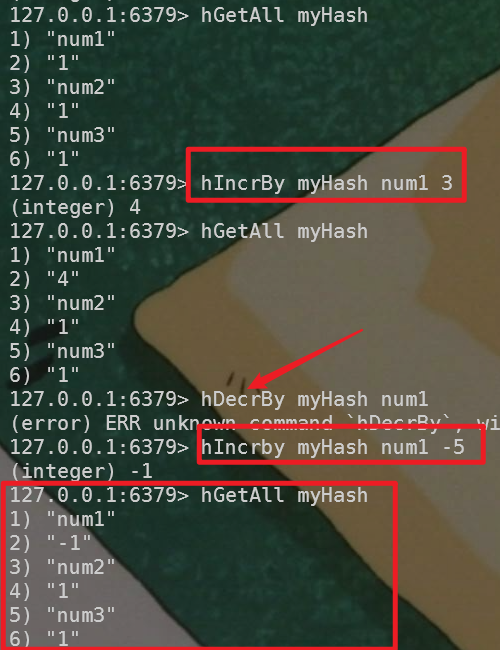 127.0.0.1:6379> hGetAll myHash
1) "num1"
2) "1"
3) "num2"
4) "1"
5) "num3"
6) "1"
127.0.0.1:6379> hIncrBy myHash num1 3
(integer) 4
127.0.0.1:6379> hGetAll myHash
1) "num1"
2) "4"
3) "num2"
4) "1"
5) "num3"
6) "1"
127.0.0.1:6379> hDecrBy myHash num1
(error) ERR unknown command `hDecrBy`, wi
127.0.0.1:6379> hIncrby myHash num1 -5
(integer) -1
127.0.0.1:6379> hGetAll myHash
1) "num1"
2) "-1"
3) "num2"
4) "1"
5) "num3"
6) "1"